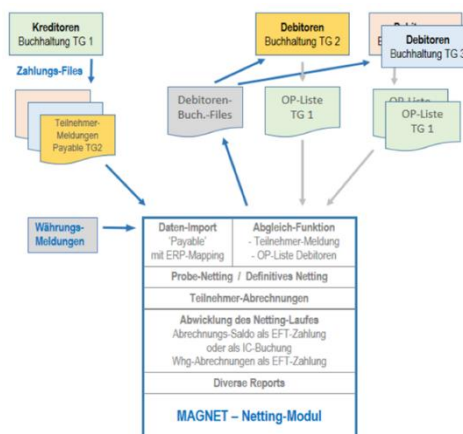 Kreditoren
Buchhaltung TG 1
Zahlungs-Files
Teilnehmer-
Meldungen
Payable TG2
Debitoren
Buchhaltung TG 2
Debitoren
Buchhaltung TG 3
Debitoren-
Buch.-Files
OP-Liste
TG 1
OP-Liste
OP-Liste
TG 1
Währungs-
Meldungen
Daten-Import
'Payable'
mit ERP-Mapping
Abgleich-Funktion
- Teilnehmer-Meldung
- OP-Liste Debitoren
Probe-Netting / Definitives Netting
Teilnehmer-Abrechnungen
Abwicklung des Netting-Laufes
Abrechnungs-Saldo als EFT-Zahlung
oder als IC-Buchung
Whg-Abrechnungen als EFT-Zahlung
Diverse Reports
MAGNET – Netting-Modul